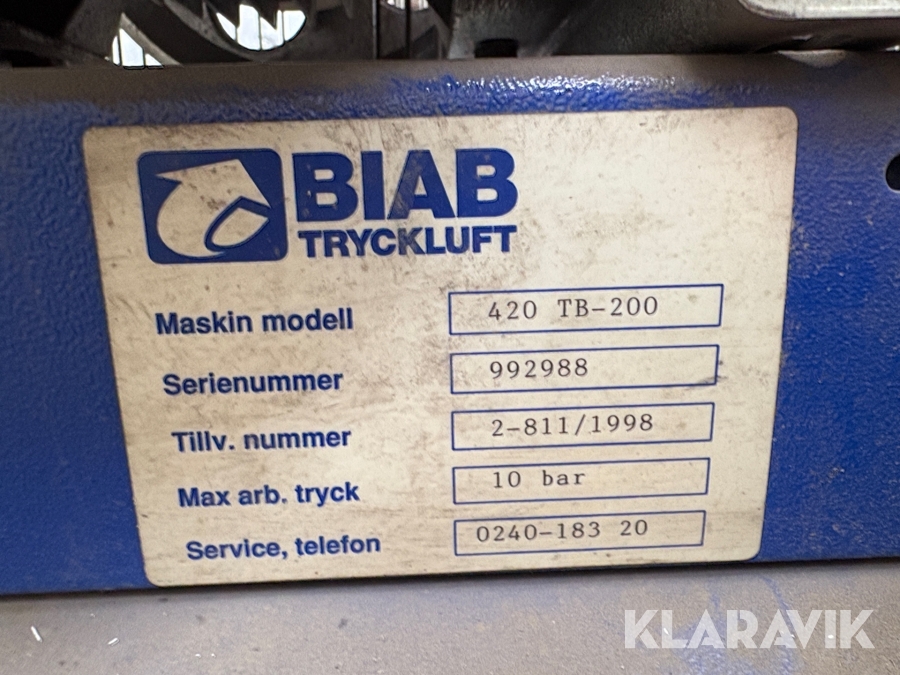 BIAB
TRYCKLUFT
Maskin modell 420 TB-200
Serienummer 992988
Tillv. nummer 2-811/1998
Max arb. tryck 10 bar
Service, telefon 0240-183 20
KLARAVIK